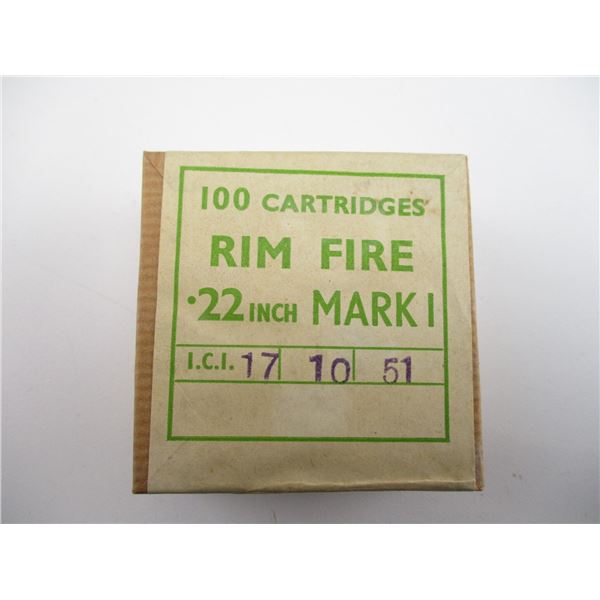 100 CARTRIDGES
RIM FIRE
·22 INCH MARK I
I.C.I. 17 10 51